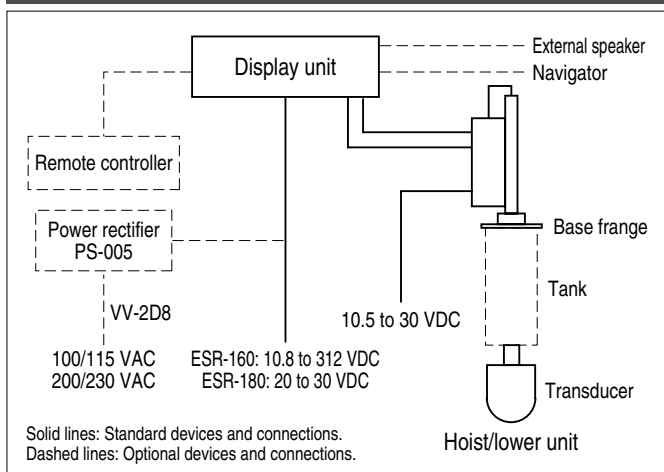 Display unit
External speaker
Navigator
Remote controller
Power rectifier
PS-005
VV-2D8
100/115 VAC
200/230 VAC
ESR-160: 10.8 to 312 VDC
ESR-180: 20 to 30 VDC
10.5 to 30 VDC
Base frange
Tank
Transducer
Hoist/lower unit
Solid lines: Standard devices and connections.
Dashed lines: Optional devices and connections.